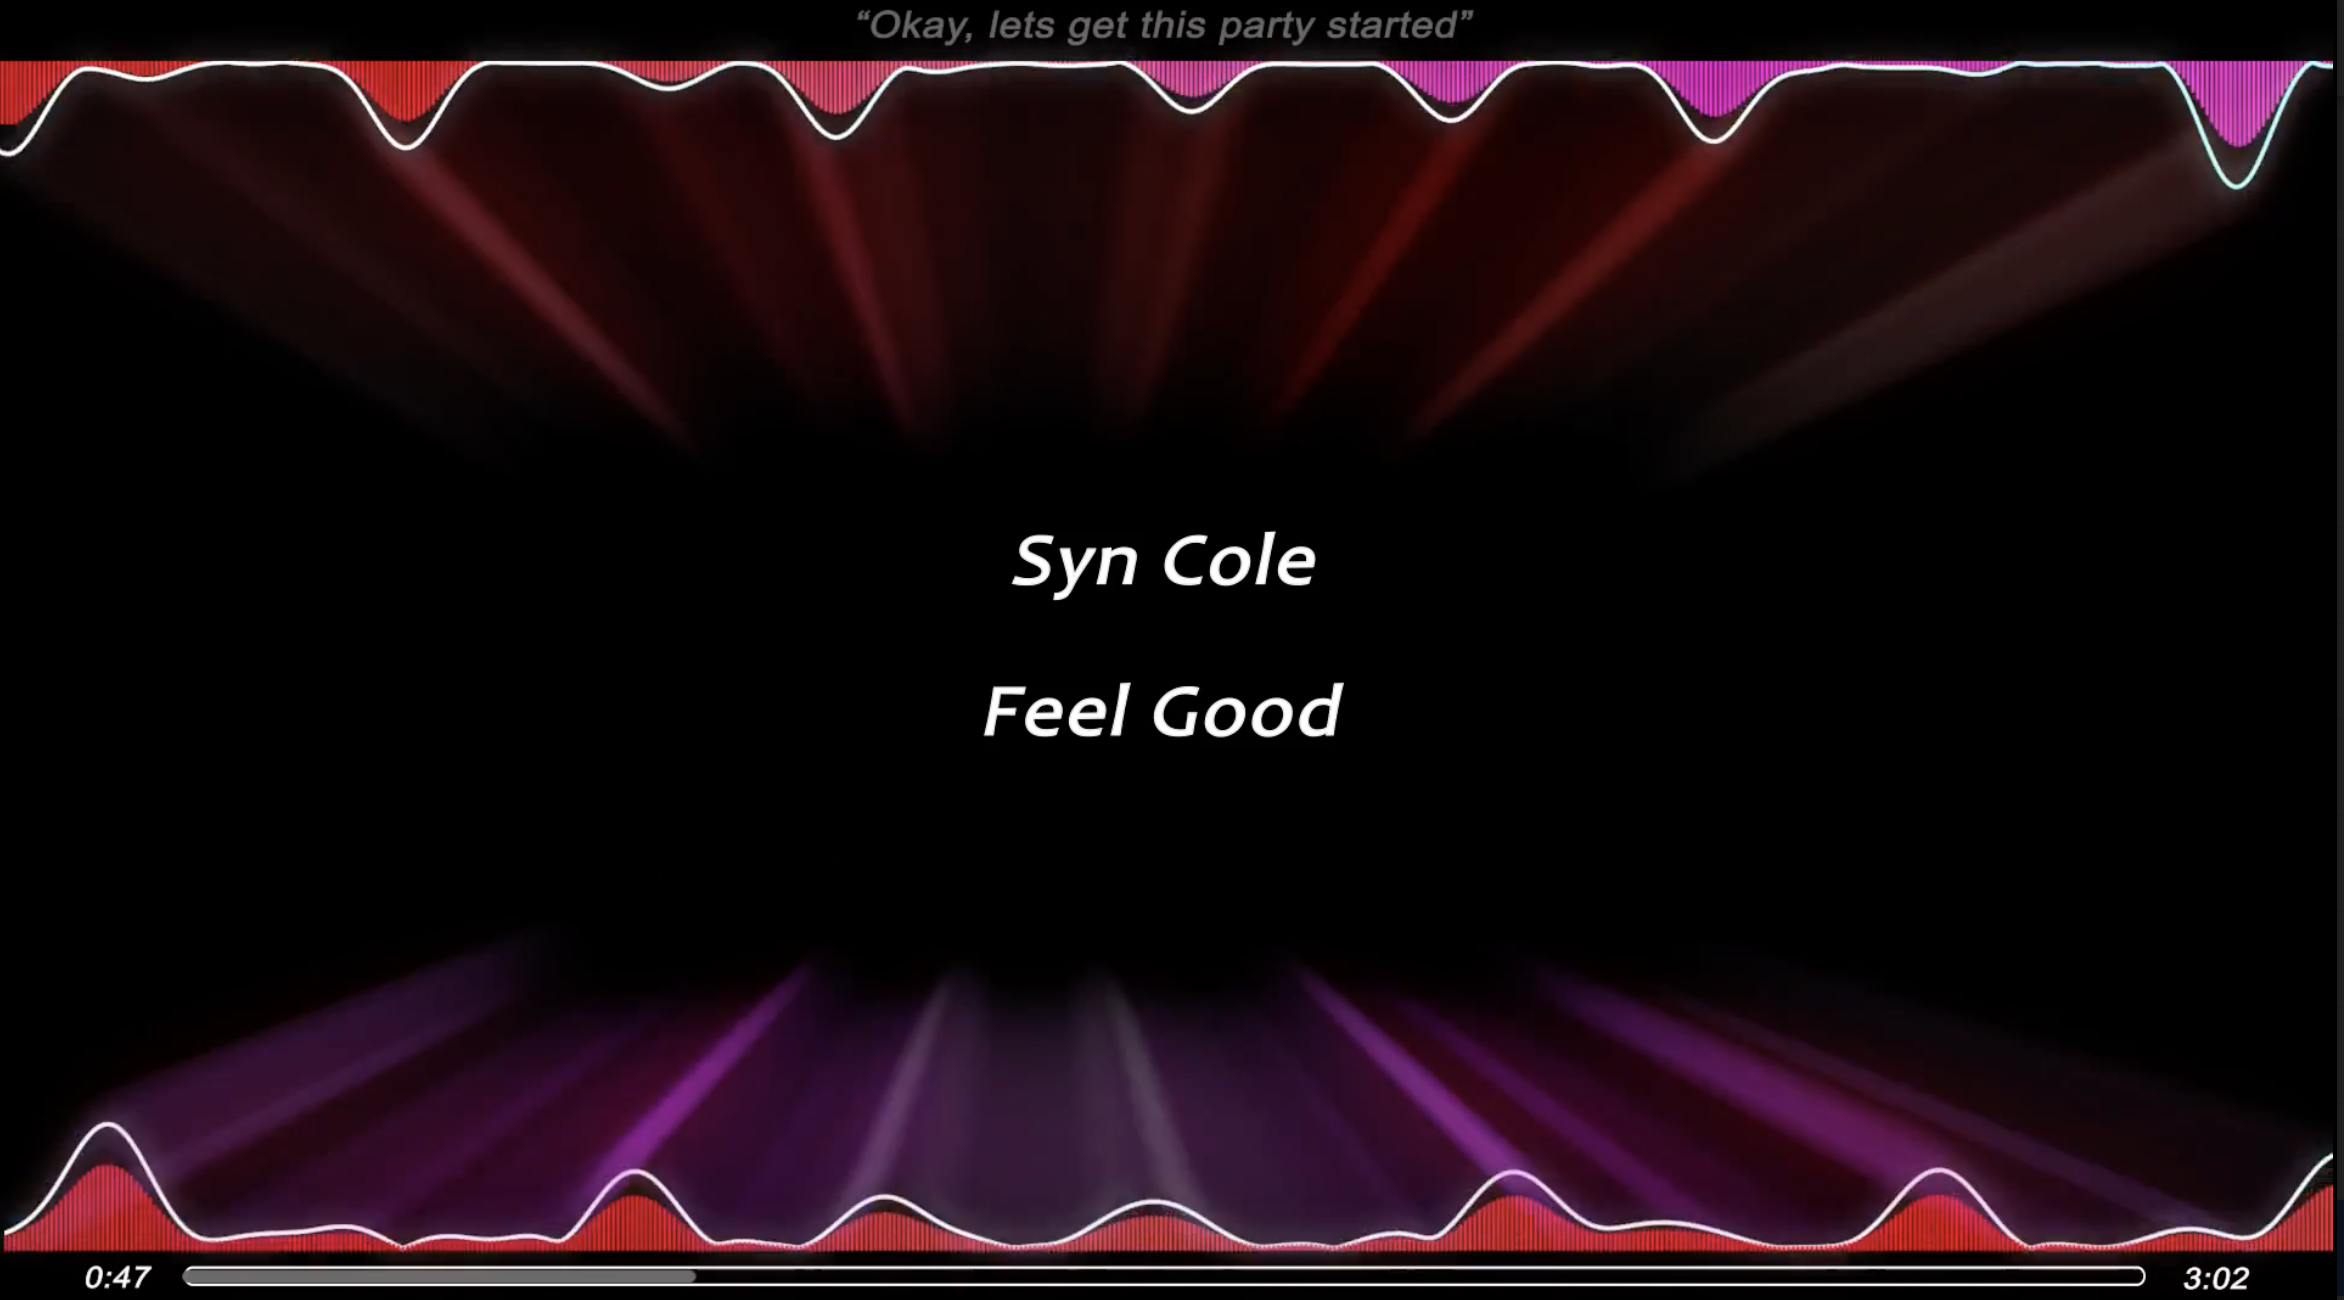 “Okay, lets get this party started”
Syn Cole
Feel Good
0:47 3:02